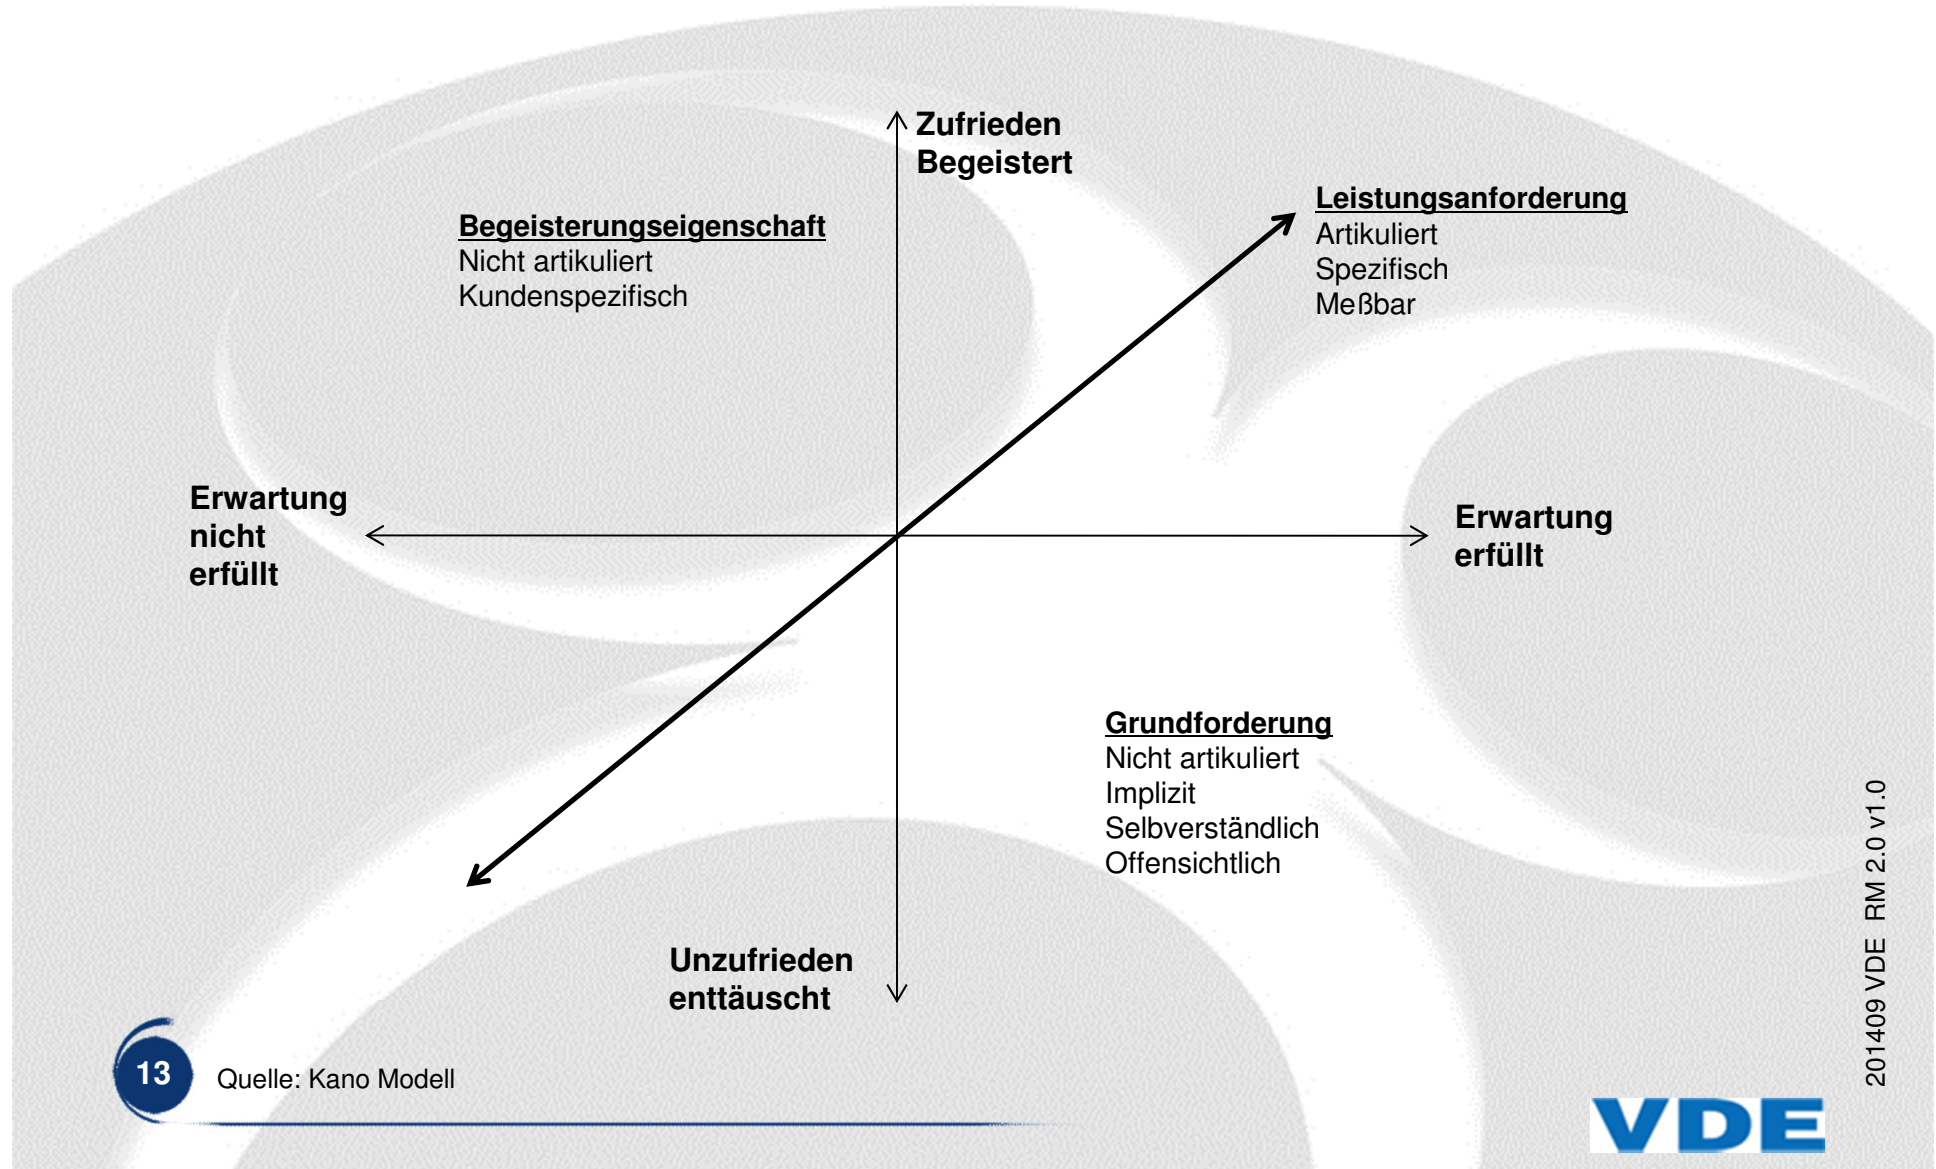 Zufrieden
Begeistert
Leistungsanforderung
Artikuliert
Spezifisch
Meßbar
Begeisterungseigenschaft
Nicht artikuliert
Kundenspezifisch
Erwartung
nicht
erfüllt
Erwartung
erfüllt
Grundforderung
Nicht artikuliert
Implizit
Selbverständlich
Offensichtlich
Unzufrieden
enttäuscht
13
Quelle: Kano Modell
201409 VDE RM 2.0 v1.0
VDE